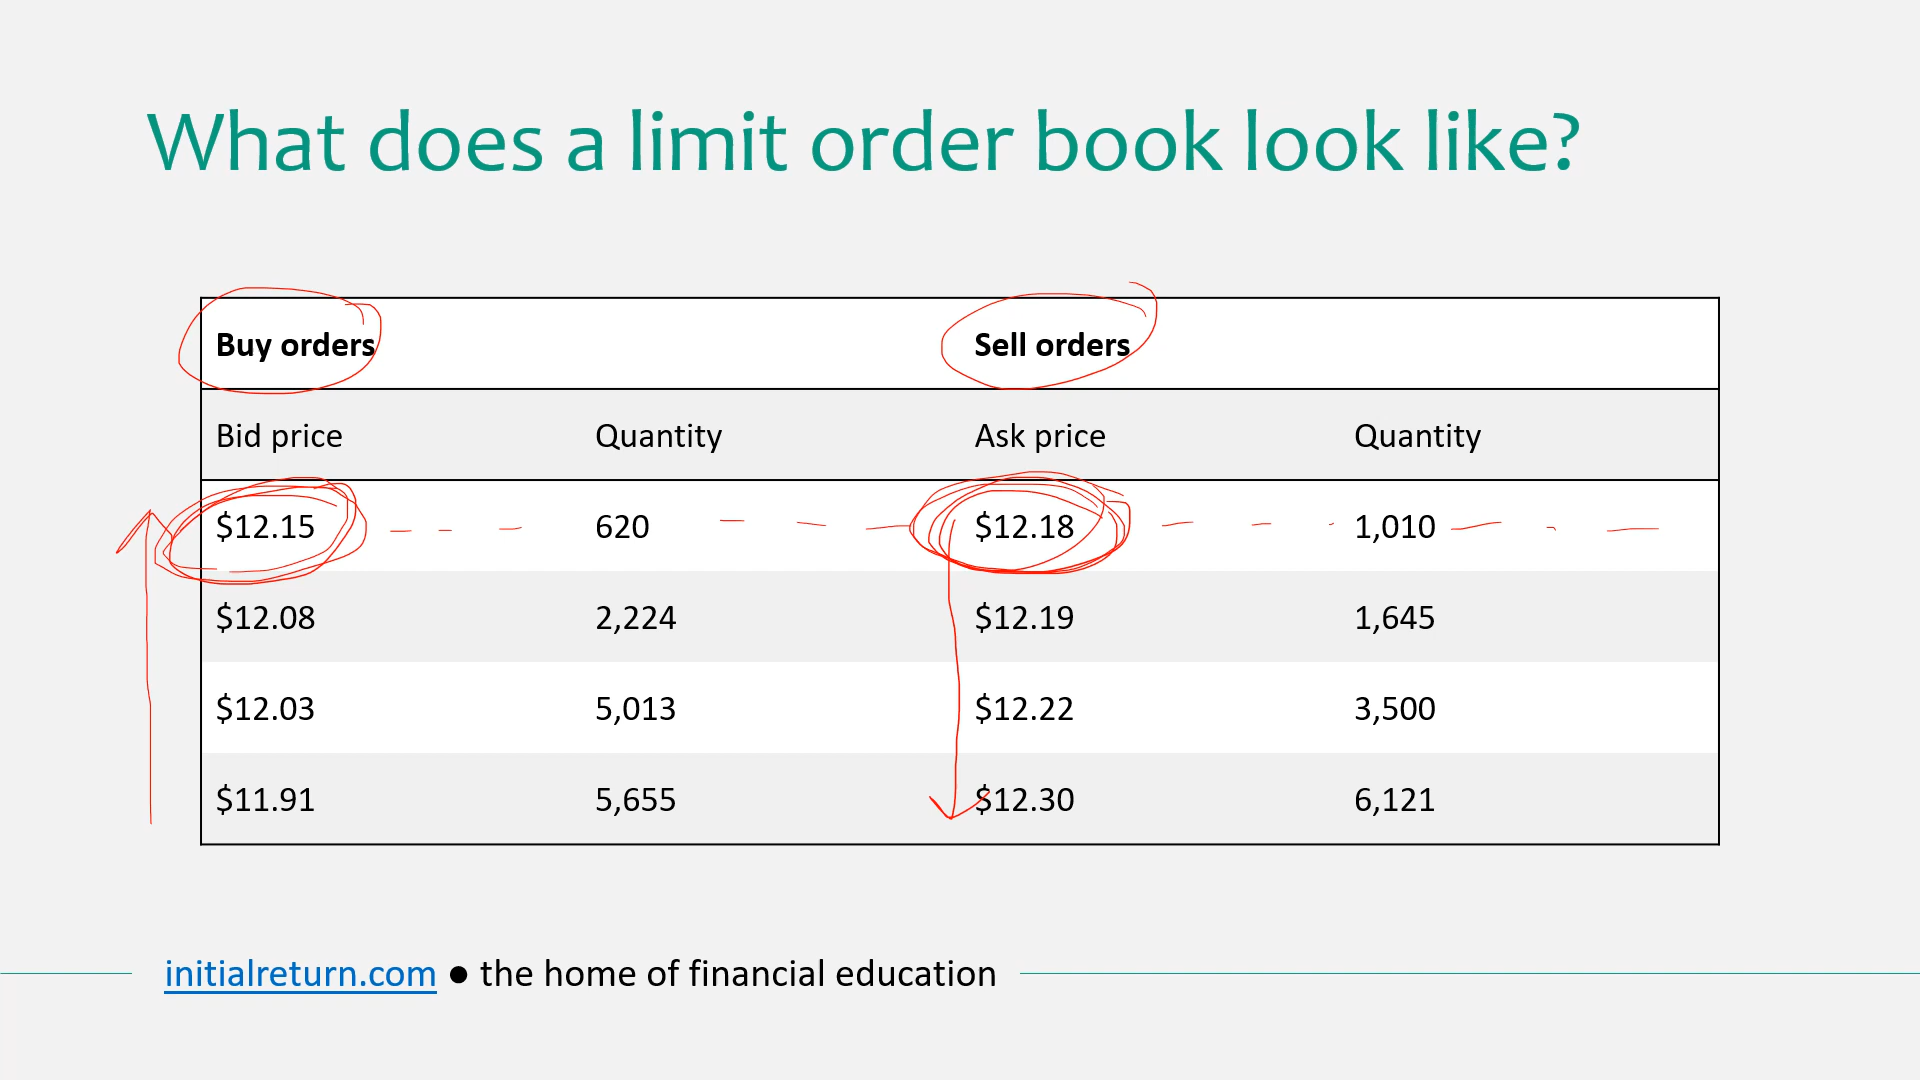 What does a limit order book look like?
Buy orders Sell orders
Bid price Quantity Ask price Quantity
$12.15 620 $12.18 1,010
$12.08 2,224 $12.19 1,645
$12.03 5,013 $12.22 3,500
$11.91 5,655 $12.30 6,121
initialreturn.com ● the home of financial education